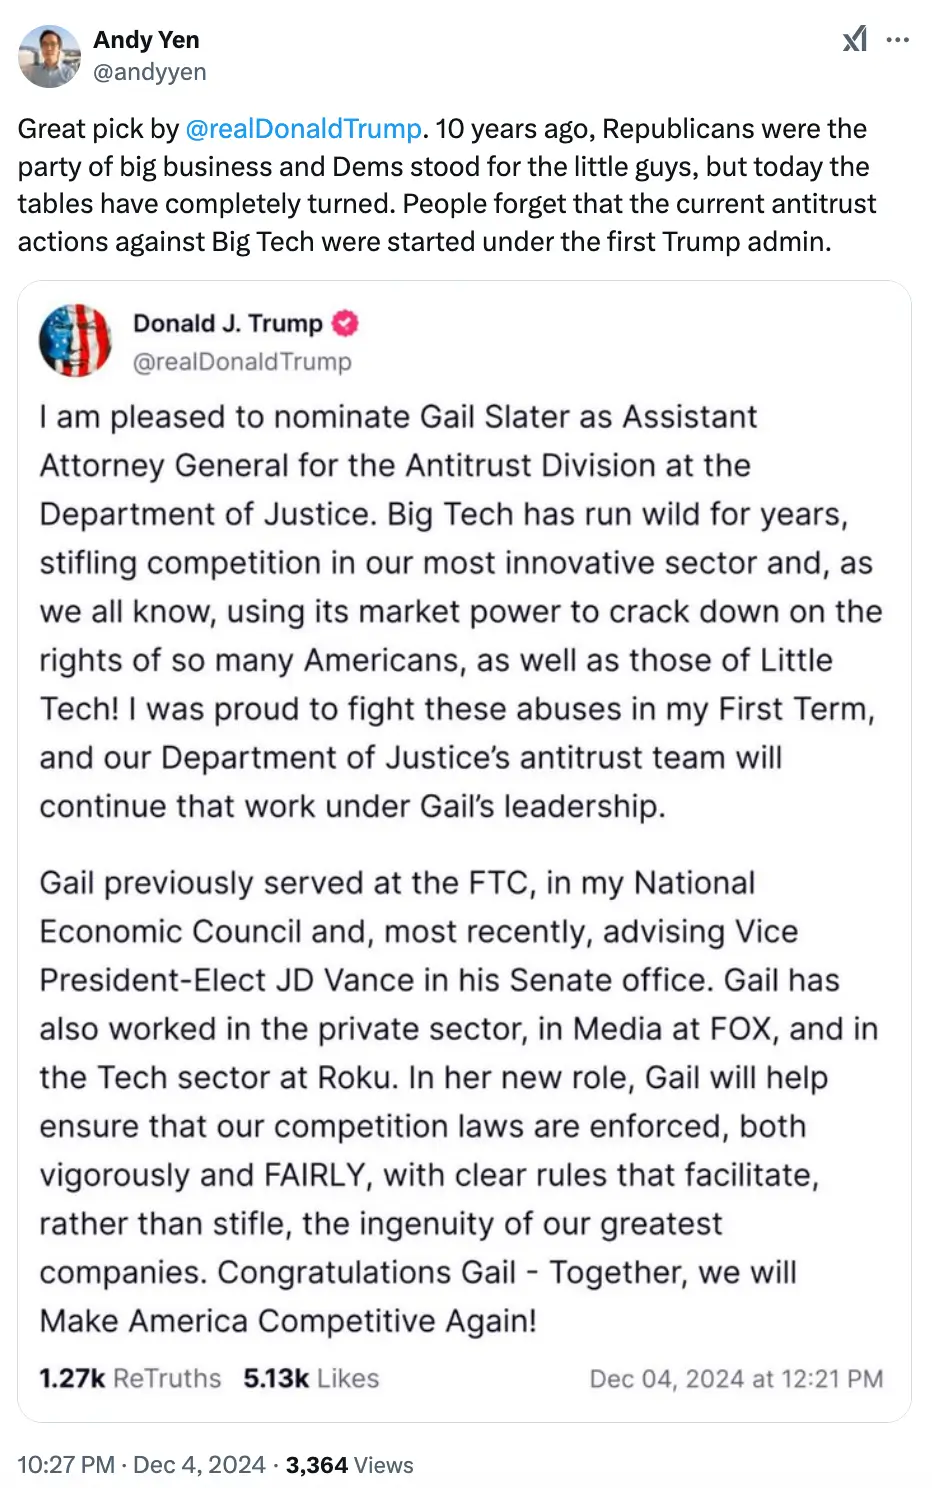 Andy Yen
@andyyen
Great pick by @realDonaldTrump. 10 years ago, Republicans were the
party of big business and Dems stood for the little guys, but today the
tables have completely turned. People forget that the current antitrust
actions against Big Tech were started under the first Trump admin.
Donald J. Trump
@realDonaldTrump
I am pleased to nominate Gail Slater as Assistant
Attorney General for the Antitrust Division at the
Department of Justice. Big Tech has run wild for years,
stifling competition in our most innovative sector and, as
we all know, using its market power to crack down on the
rights of so many Americans, as well as those of Little
Tech! I was proud to fight these abuses in my First Term,
and our Department of Justice’s antitrust team will
continue that work under Gail’s leadership.
Gail previously served at the FTC, in my National
Economic Council and, most recently, advising Vice
President-Elect JD Vance in his Senate office. Gail has
also worked in the private sector, in Media at FOX, and in
the Tech sector at Roku. In her new role, Gail will help
ensure that our competition laws are enforced, both
vigorously and FAIRLY, with clear rules that facilitate,
rather than stifle, the ingenuity of our greatest
companies. Congratulations Gail - Together, we will
Make America Competitive Again!
1.27k ReTruths 5.13k Likes Dec 04, 2024 at 12:21 PM
10:27 PM · Dec 4, 2024 · 3,364 Views